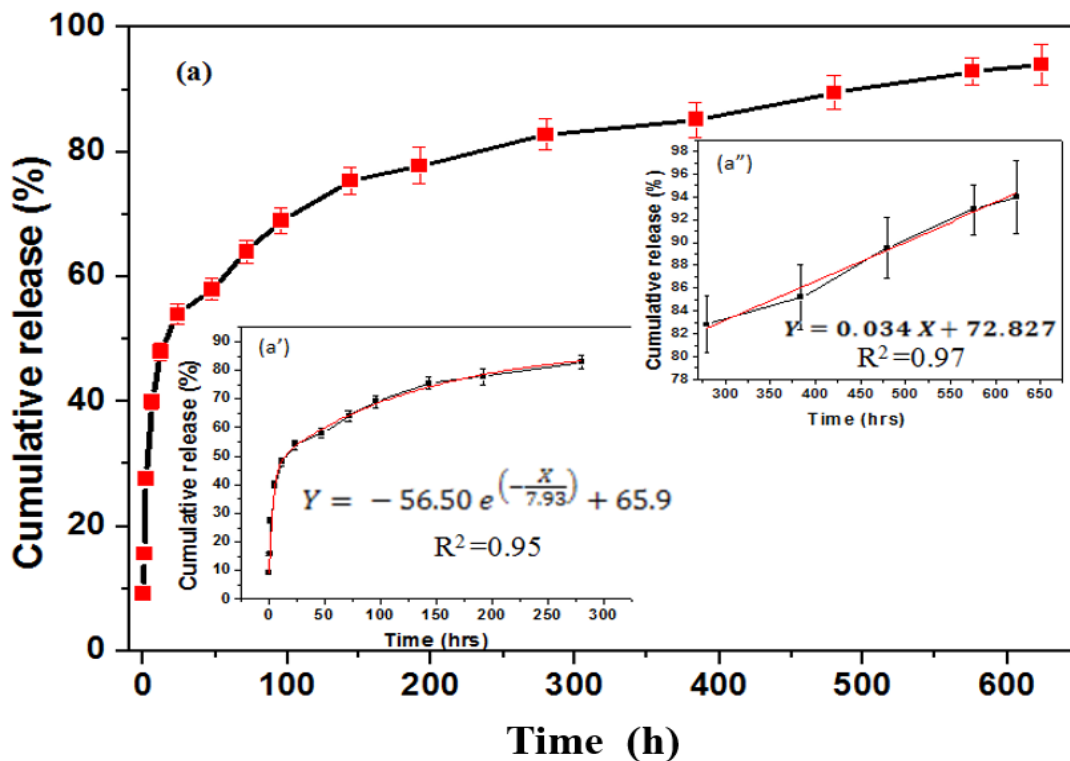 (a)
Cumulative release (%)
100
80
60
40
20
0
0 100 200 300 400 500 600
Time (h)
(a')
Cumulative release (%)
90
80
70
60
50
40
30
20
10
0
0 50 100 150 200 250 300
Time (hrs)
Y = − 56.50 e^(−X/7.93) + 65.9
R²=0.95
(a")
Cumulative release (%)
98
96
94
92
90
88
86
84
82
80
78
300 350 400 450 500 550 600 650
Time (hrs)
Y = 0.034 X + 72.827
R²=0.97